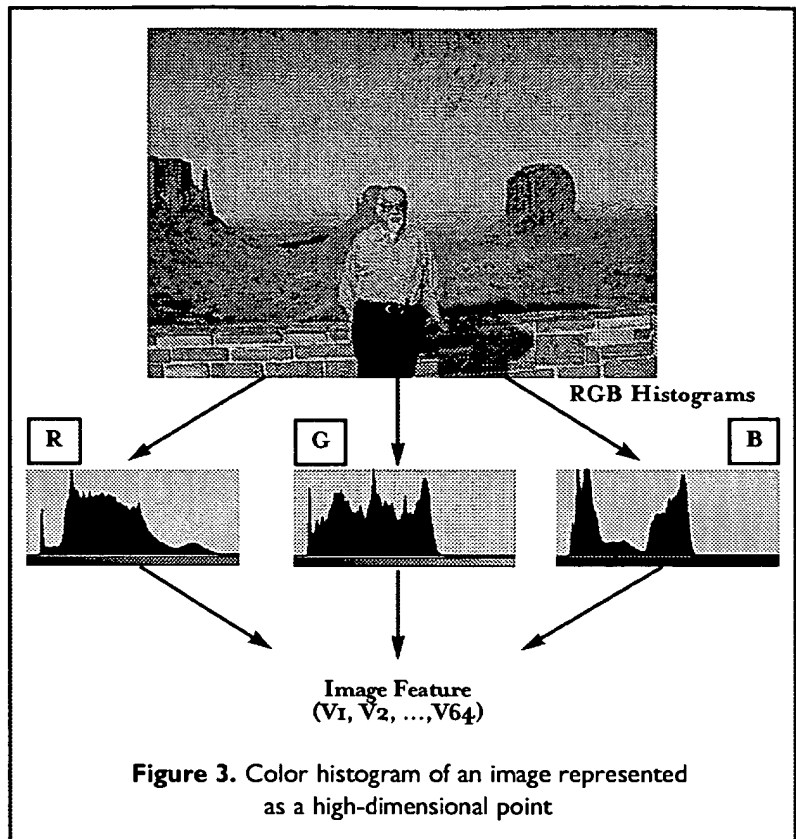 RGB Histograms
R
G
B
Image Feature
(V1, V2, ...,V64)
Figure 3. Color histogram of an image represented
as a high-dimensional point